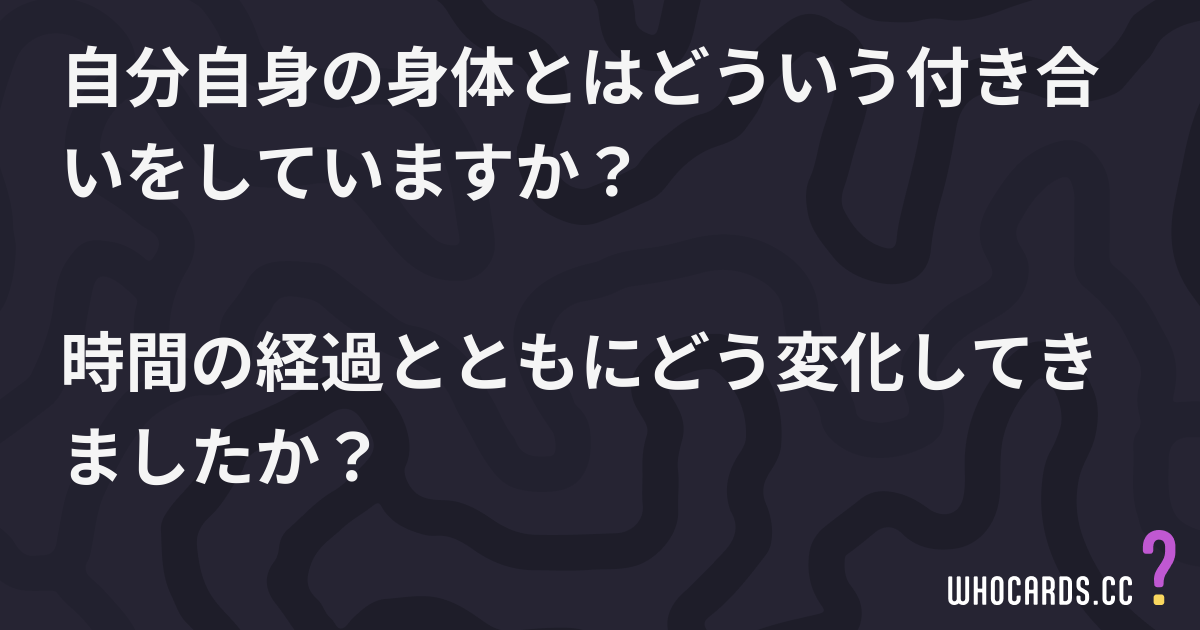 自分自身の身体とはどういう付き合
いをしていますか？
時間の経過とともにどう変化してき
ましたか？
WHOCARDS.CC